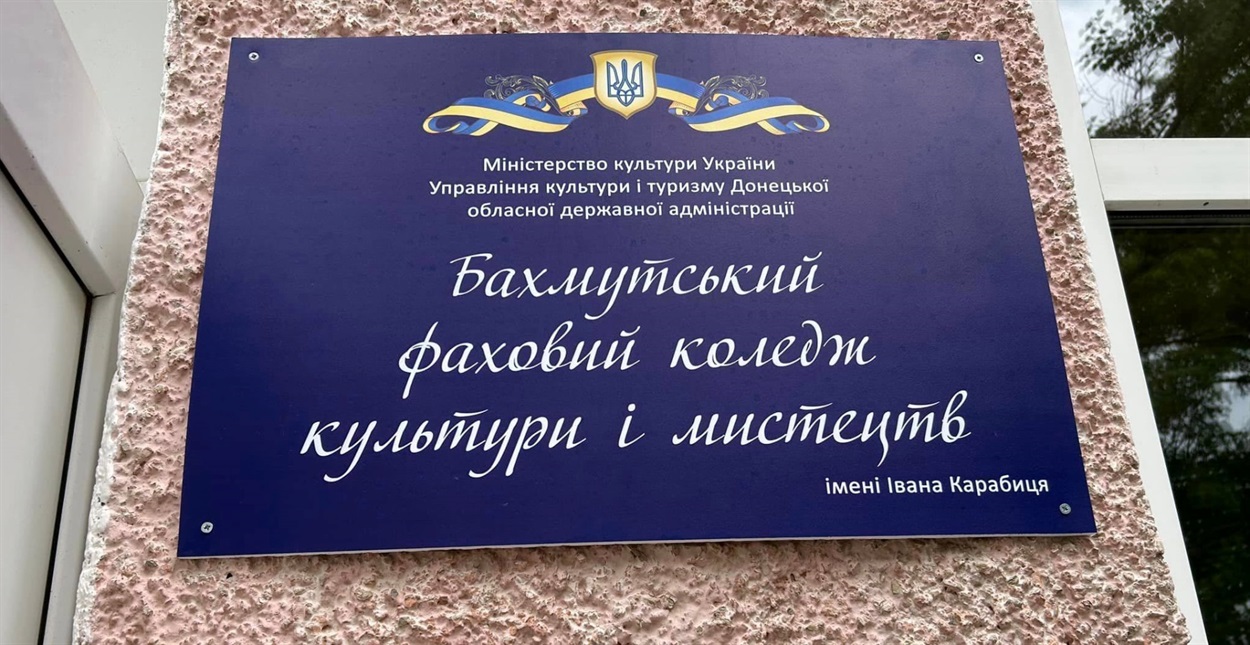 Міністерство культури України
Управління культури і туризму Донецької
обласної державної адміністрації
Бахмутський
фаховий коледж
культури і мистецтв
імені Івана Карабиця